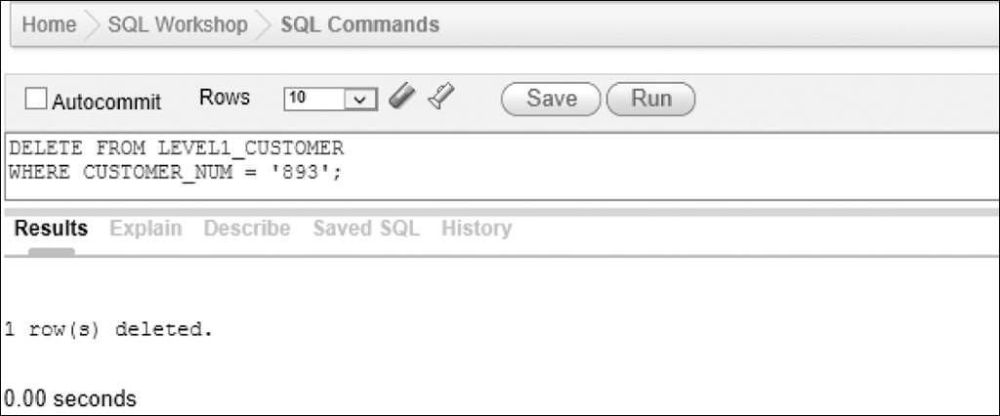 Home SQL Workshop SQL Commands
Autocommit Rows 10 Save Run
DELETE FROM LEVEL1_CUSTOMER
WHERE CUSTOMER_NUM = '893';
Results Explain Describe Saved SQL History
1 row(s) deleted.
0.00 seconds